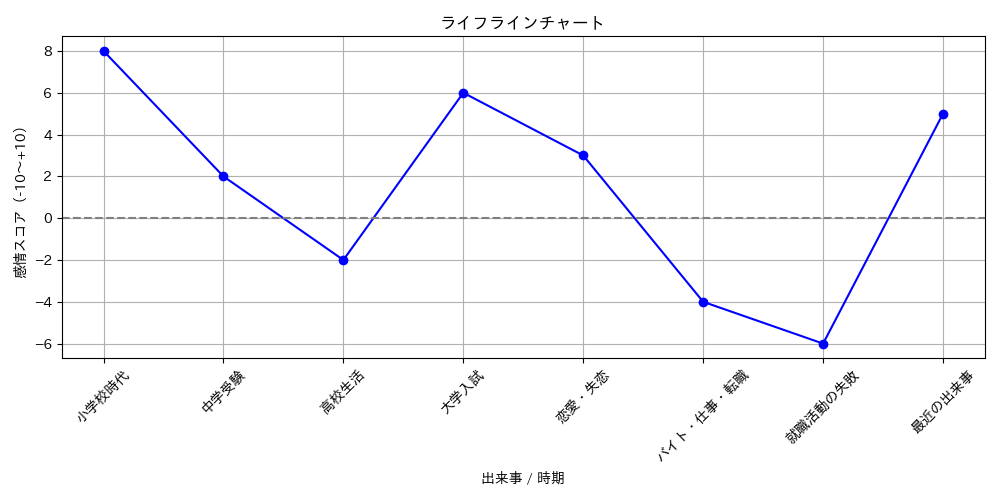 ライフラインチャート
感情スコア（-10〜+10）
8
6
4
2
0
−2
−4
−6
小学校時代
中学受験
高校生活
大学入試
恋愛・失恋
バイト・仕事・転職
就職活動の失敗
最近の出来事
出来事 / 時期